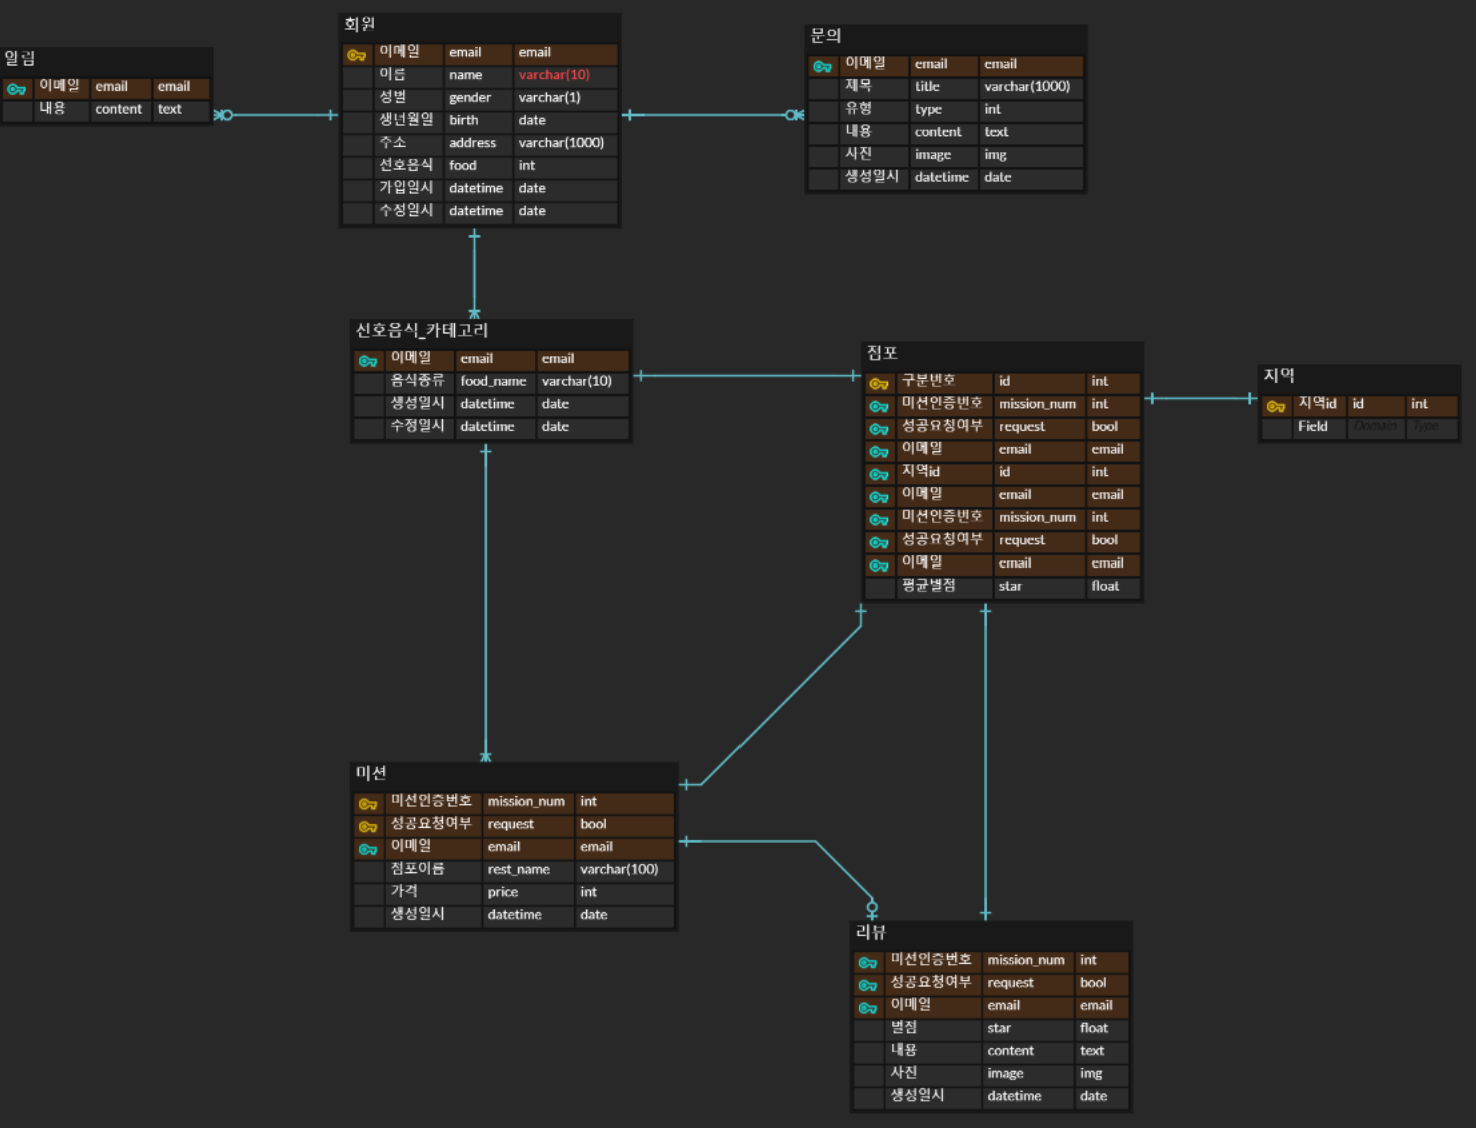 알림
이메일 email email
내용 content text
회원
이메일 email email
이름 name varchar(10)
성별 gender varchar(1)
생년월일 birth date
주소 address varchar(1000)
선호음식 food int
가입일시 datetime date
수정일시 datetime date
문의
이메일 email email
제목 title varchar(1000)
유형 type int
내용 content text
사진 image img
생성일시 datetime date
선호음식_카테고리
이메일 email email
음식종류 food_name varchar(10)
생성일시 datetime date
수정일시 datetime date
점포
구분번호 id int
미션인증번호 mission_num int
성공요청여부 request bool
이메일 email email
지역id id int
이메일 email email
미션인증번호 mission_num int
성공요청여부 request bool
이메일 email email
평균별점 star float
지역
지역id id int
Field Domain Type
미션
미션인증번호 mission_num int
성공요청여부 request bool
이메일 email email
점포이름 rest_name varchar(100)
가격 price int
생성일시 datetime date
리뷰
미션인증번호 mission_num int
성공요청여부 request bool
이메일 email email
별점 star float
내용 content text
사진 image img
생성일시 datetime date